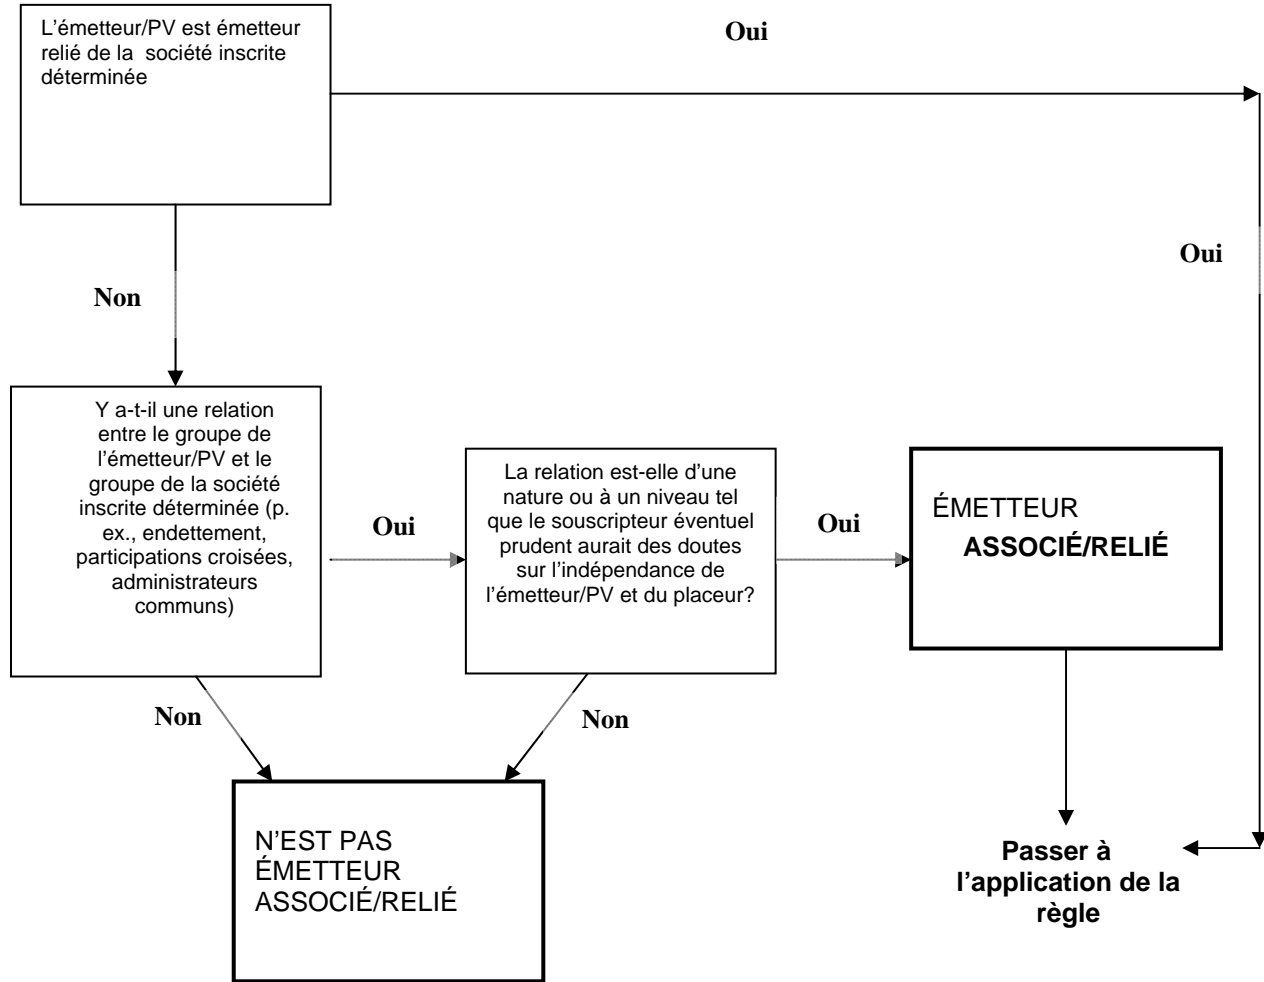 L’émetteur/PV est émetteur
relié de la  société inscrite
déterminée
Oui
Oui
Non
Y a-t-il une relation
entre le groupe de
l’émetteur/PV et le
groupe de la société
inscrite déterminée (p.
ex., endettement,
participations croisées,
administrateurs
communs)
Oui
La relation est-elle d’une
nature ou à un niveau tel
que le souscripteur éventuel
prudent aurait des doutes
sur l’indépendance de
l’émetteur/PV et du placeur?
Oui
ÉMETTEUR
ASSOCIÉ/RELIÉ
Non
Non
N’EST PAS
ÉMETTEUR
ASSOCIÉ/RELIÉ
Passer à
l’application de la
règle